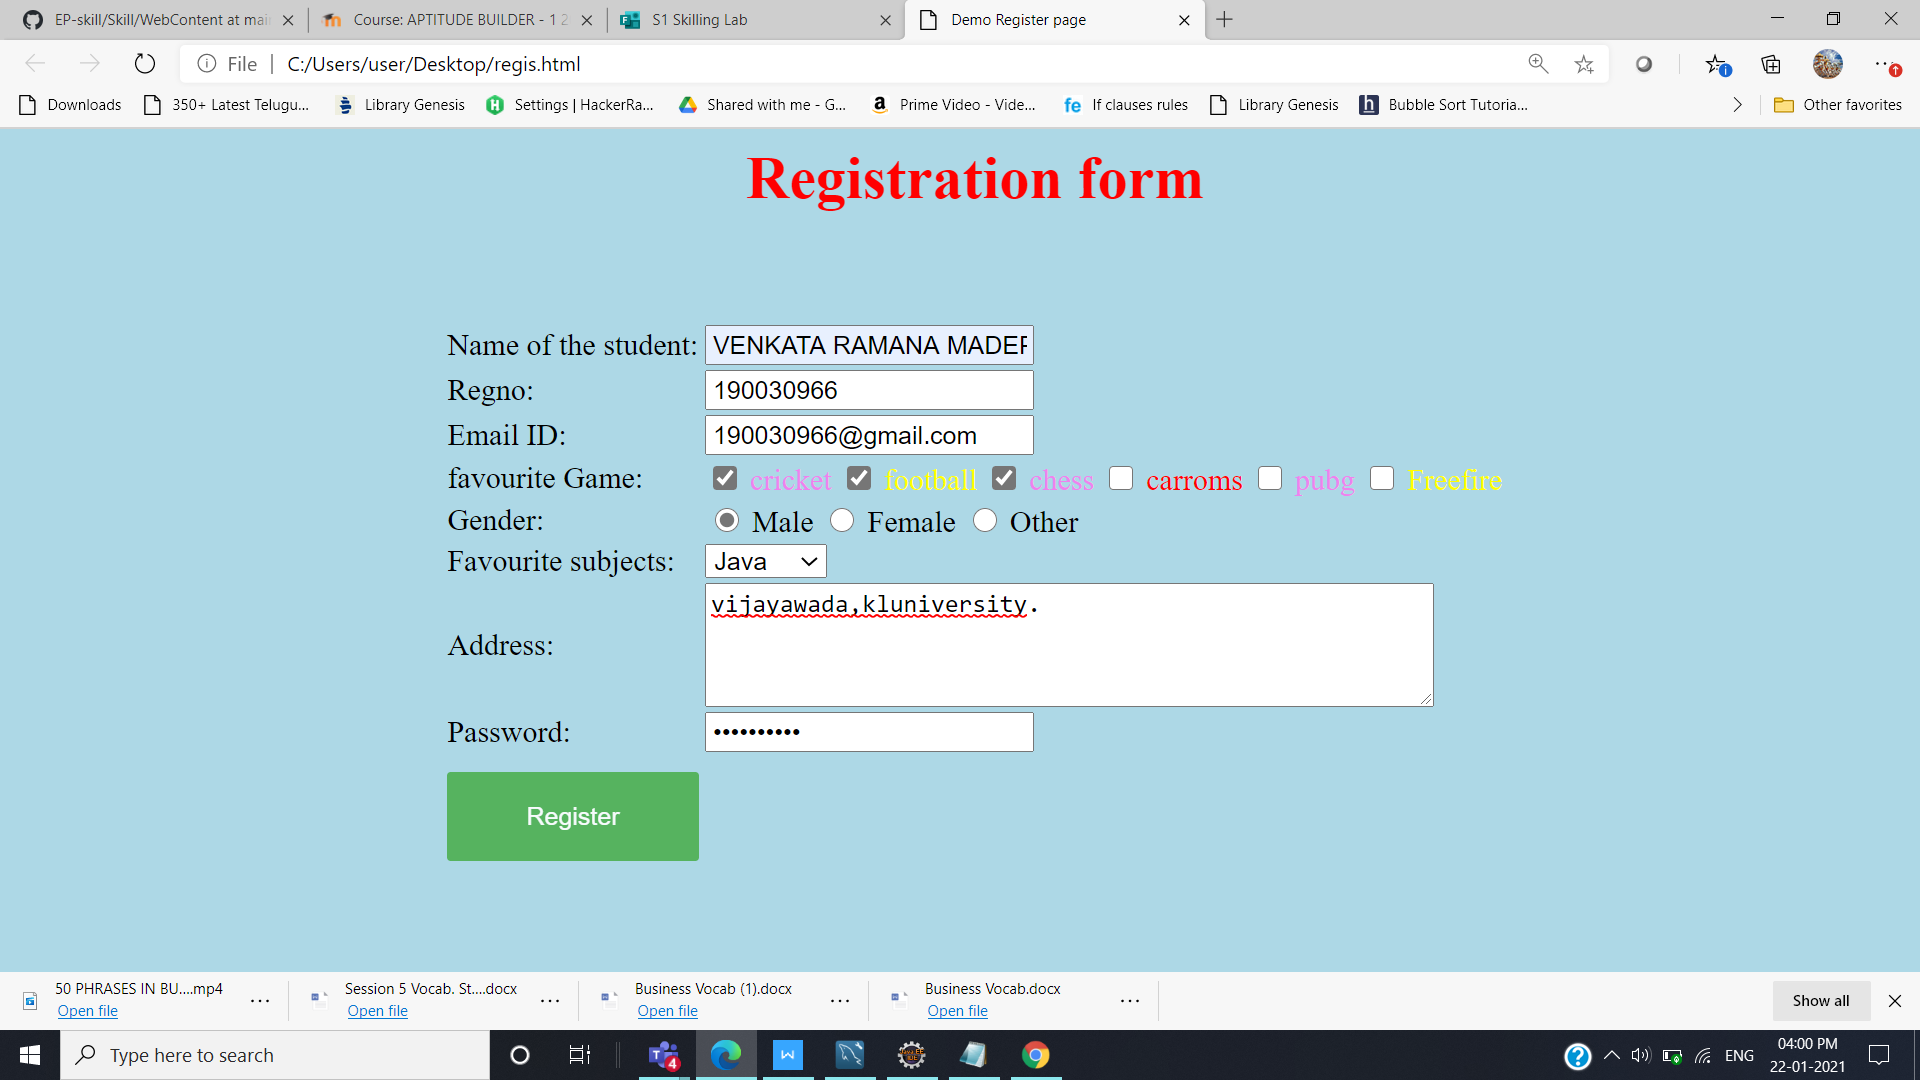 EP-skill/Skill/WebContent at mai
Course: APTITUDE BUILDER - 1 2
S1 Skilling Lab
Demo Register page
File
C:/Users/user/Desktop/regis.html
Downloads
350+ Latest Telugu...
Library Genesis
Settings | HackerRa...
Shared with me - G...
Prime Video - Vide...
If clauses rules
Library Genesis
Bubble Sort Tutoria...
Other favorites
Registration form
Name of the student: VENKATA RAMANA MADE
Regno: 190030966
Email ID: 190030966@gmail.com
favourite Game: cricket football chess carroms pubg Freefire
Gender: Male Female Other
Favourite subjects: Java
vijayawada,kluniversity.
Address:
Password: ••••••••••
Register
50 PHRASES IN BU....mp4
Open file
Session 5 Vocab. St....docx
Open file
Business Vocab (1).docx
Open file
Business Vocab.docx
Open file
Show all
Type here to search
4
ENG
04:00 PM
22-01-2021